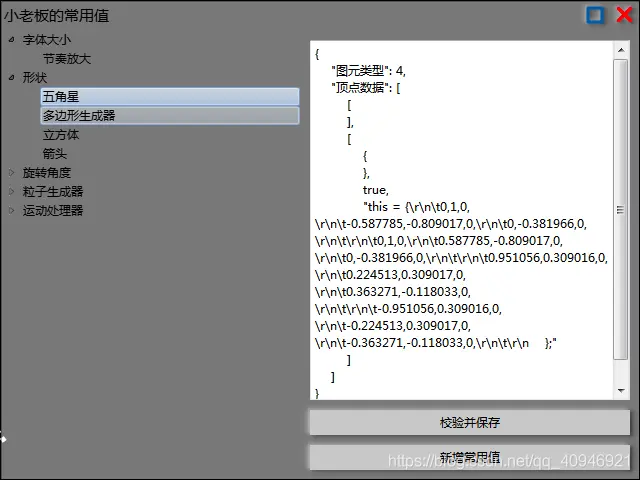 小老板的常用值
字体大小
节奏放大
形状
五角星
多边形生成器
立方体
箭头
旋转角度
粒子生成器
运动处理器
{
"图元类型": 4,
"顶点数据": [
[
],
[
{
},
true,
"this = {\r\n\t0,1,0,
\r\n\t-0.587785,-0.809017,0,\r\n\t0,-0.381966,0,
\r\n\t\r\n\t0,1,0,\r\n\t0.587785,-0.809017,0,
\r\n\t0,-0.381966,0,\r\n\t\r\n\t0.951056,0.309016,0,
\r\n\t0.224513,0.309017,0,
\r\n\t0.363271,-0.118033,0,
\r\n\t\r\n\t-0.951056,0.309016,0,
\r\n\t-0.224513,0.309017,0,
\r\n\t-0.363271,-0.118033,0,\r\n\t\r\n };"
]
]
}
校验并保存
新增常用值
https://blog.csdn.net/qq_40946921